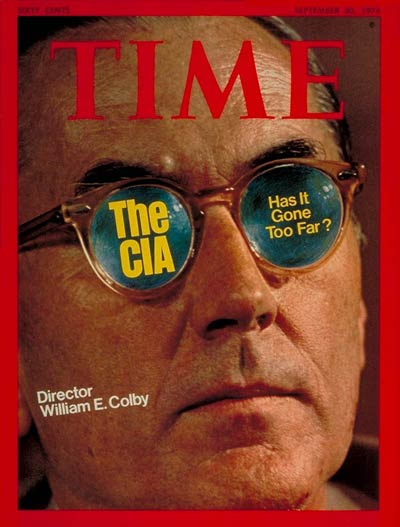 SIXTY CENTS
SEPTEMBER 30, 1974
TIME
The
CIA
Has It
Gone
Too Far?
Director
William E. Colby